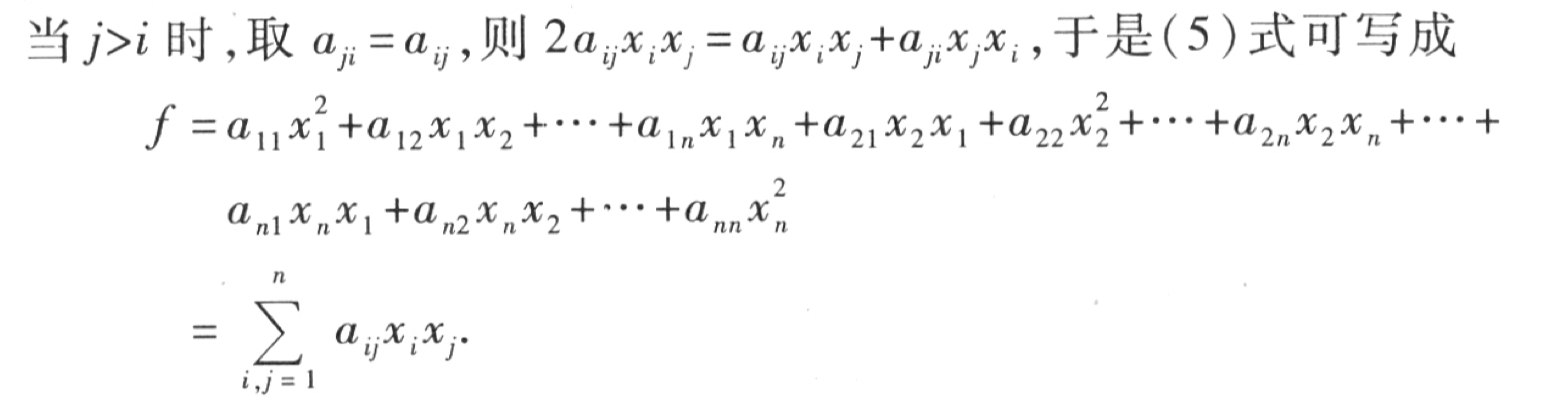 当 j>i 时,取 a_{ji}=a_{ij},则 2a_{ij}x_ix_j=a_{ij}x_ix_j+a_{ji}x_jx_i,于是(5)式可写成
f=a_{11}x_1^2+a_{12}x_1x_2+⋯+a_{1n}x_1x_n+a_{21}x_2x_1+a_{22}x_2^2+⋯+a_{2n}x_2x_n+⋯+
a_{n1}x_nx_1+a_{n2}x_nx_2+⋯+a_{nn}x_n^2
=\sum_{i,j=1}^{n} a_{ij}x_ix_j.